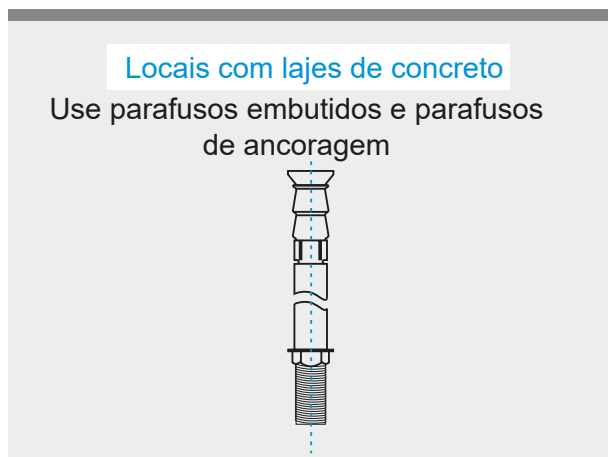 Locais com lajes de concreto
Use parafusos embutidos e parafusos
de ancoragem